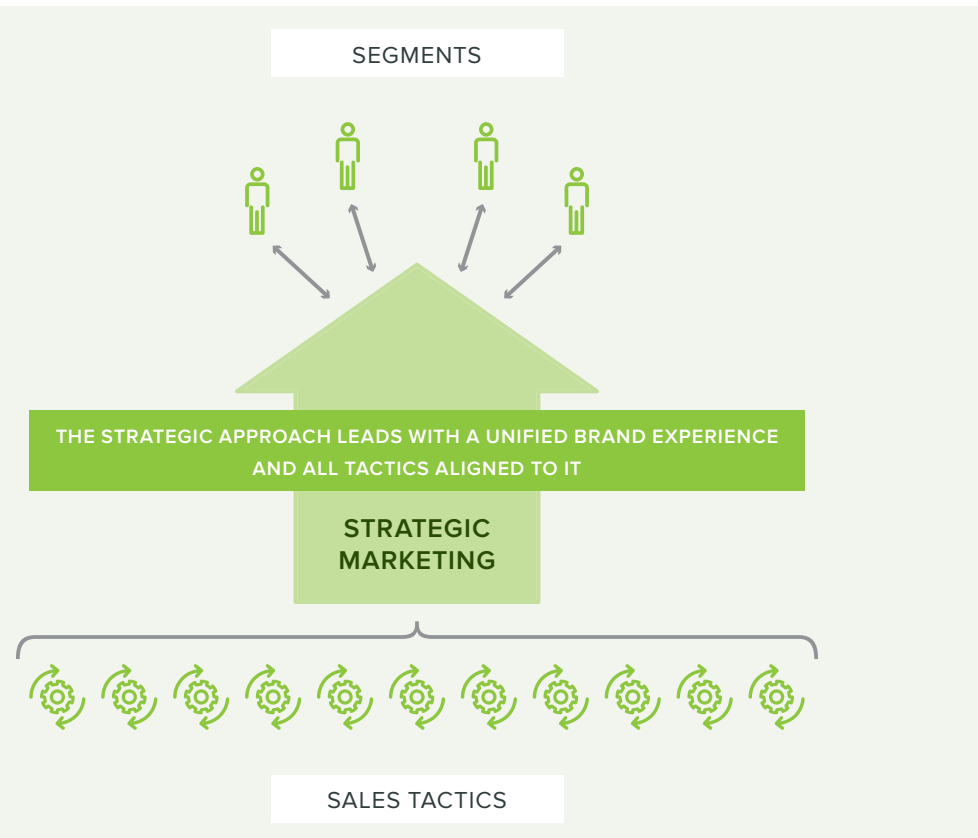 SEGMENTS
THE STRATEGIC APPROACH LEADS WITH A UNIFIED BRAND EXPERIENCE
AND ALL TACTICS ALIGNED TO IT
STRATEGIC
MARKETING
SALES TACTICS